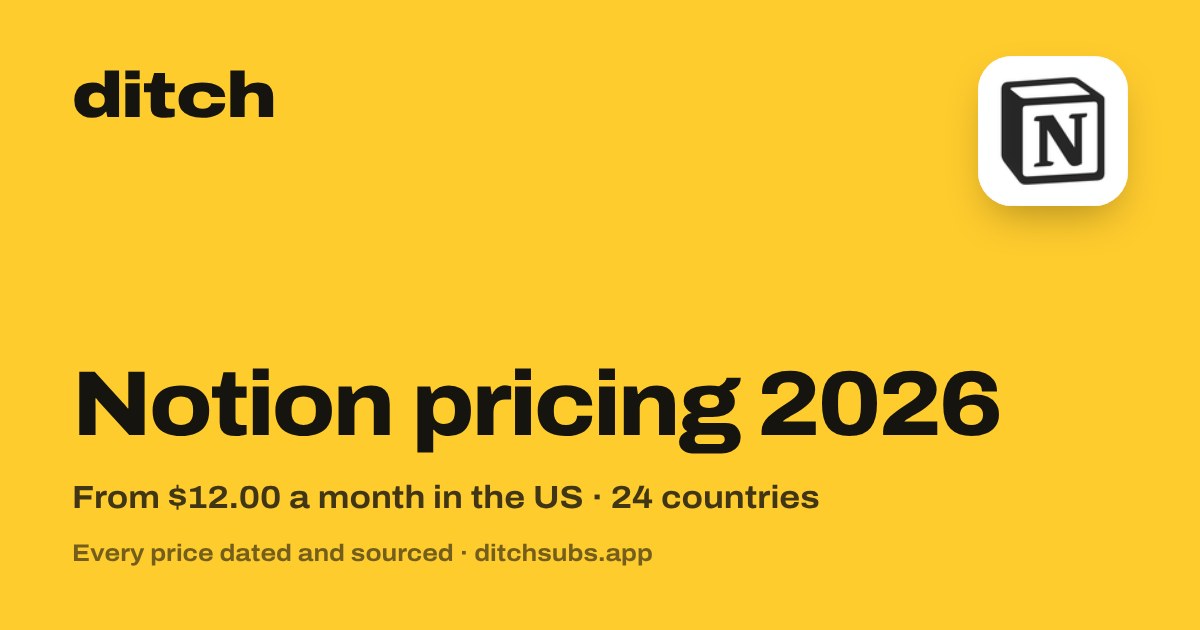 ditch
N
Notion pricing 2026
From $12.00 a month in the US · 24 countries
Every price dated and sourced · ditchsubs.app